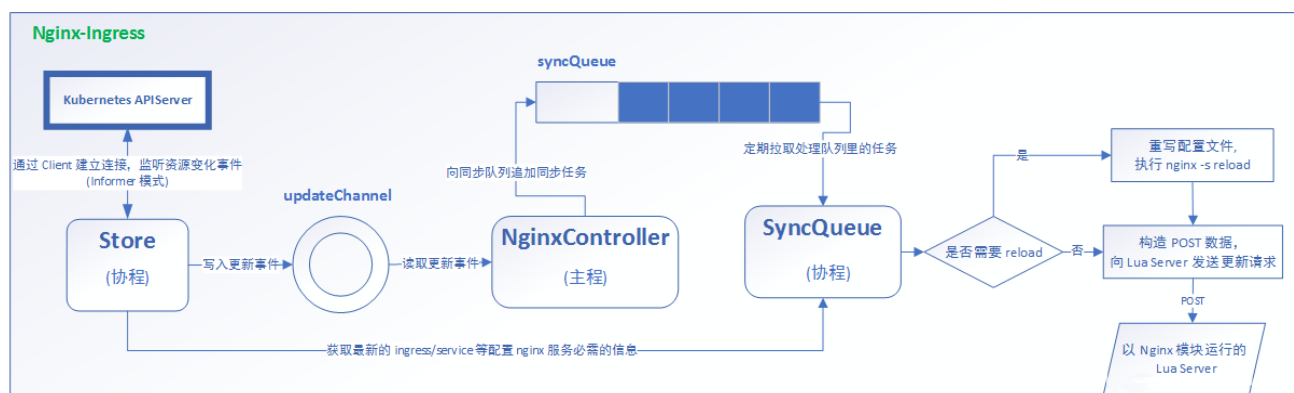 Nginx-Ingress
Kubernetes APIServer
通过 Client 建立连接，监听资源变化事件
(Informer 模式)
Store
(协程)
写入更新事件
updateChannel
读取更新事件
NginxController
(主程)
向同步队列追加同步任务
syncQueue
定期拉取处理队列里的任务
SyncQueue
(协程)
获取最新的 ingress/service 等配置 nginx 服务必需的信息
是否需要 reload
是
否
重写配置文件,
执行 nginx -s reload
构造 POST 数据，
向 Lua Server 发送更新请求
POST
以 Nginx 模块运行的
Lua Server